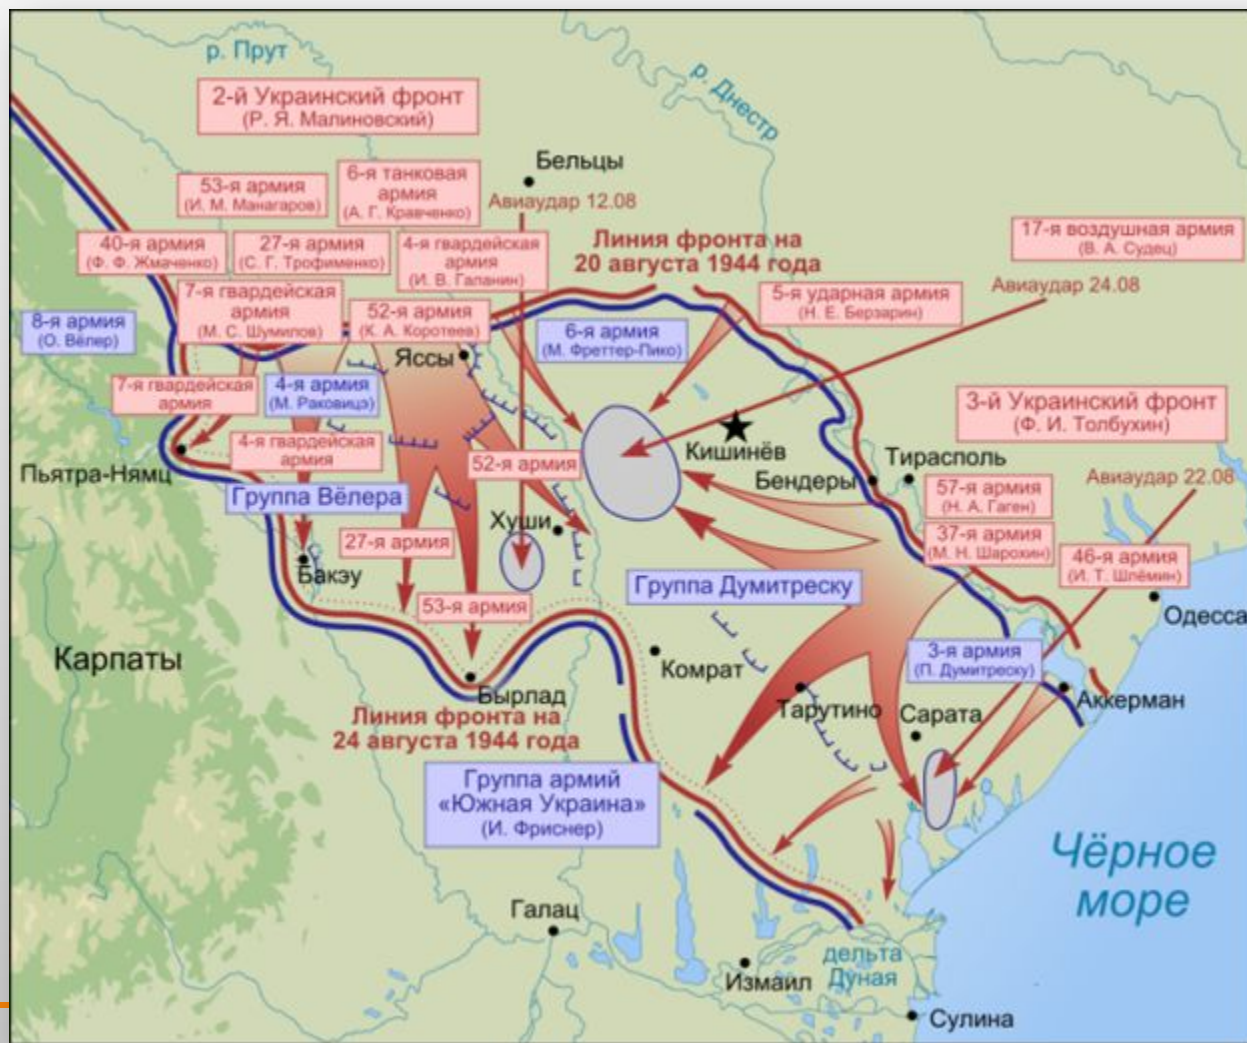 р. Прут
р. Днестр
2-й Украинский фронт
(Р. Я. Малиновский)
Бельцы
53-я армия
(И. М. Манагаров)
6-я танковая
армия
(А. Г. Кравченко)
Авиаудар 12.08
40-я армия
(Ф. Ф. Жмаченко)
27-я армия
(С. Г. Трофименко)
4-я гвардейская
армия
(И. В. Галанин)
Линия фронта на
20 августа 1944 года
17-я воздушная армия
(В. А. Судец)
Авиаудар 24.08
7-я гвардейская
армия
(М. С. Шумилов)
52-я армия
(К. А. Коротеев)
5-я ударная армия
(Н. Е. Берзарин)
8-я армия
(О. Вёлер)
6-я армия
(М. Фреттер-Пико)
Яссы
7-я гвардейская
армия
4-я армия
(М. Раковицэ)
3-й Украинский фронт
(Ф. И. Толбухин)
Кишинёв
4-я гвардейская
армия
52-я армия
Пьятра-Нямц
Тирасполь
Бендеры
Авиаудар 22.08
Группа Вёлера
57-я армия
(Н. А. Гаген)
Хуши
27-я армия
37-я армия
(М. Н. Шарохин)
46-я армия
(И. Т. Шлёмин)
Бакэу
Группа Думитреску
53-я армия
Одесса
Карпаты
Комрат
3-я армия
(П. Думитреску)
Бырлад
Аккерман
Тарутино
Сарата
Линия фронта на
24 августа 1944 года
Группа армий
«Южная Украина»
(И. Фриснер)
Чёрное
море
Галац
дельта
Дуная
Измаил
Сулина